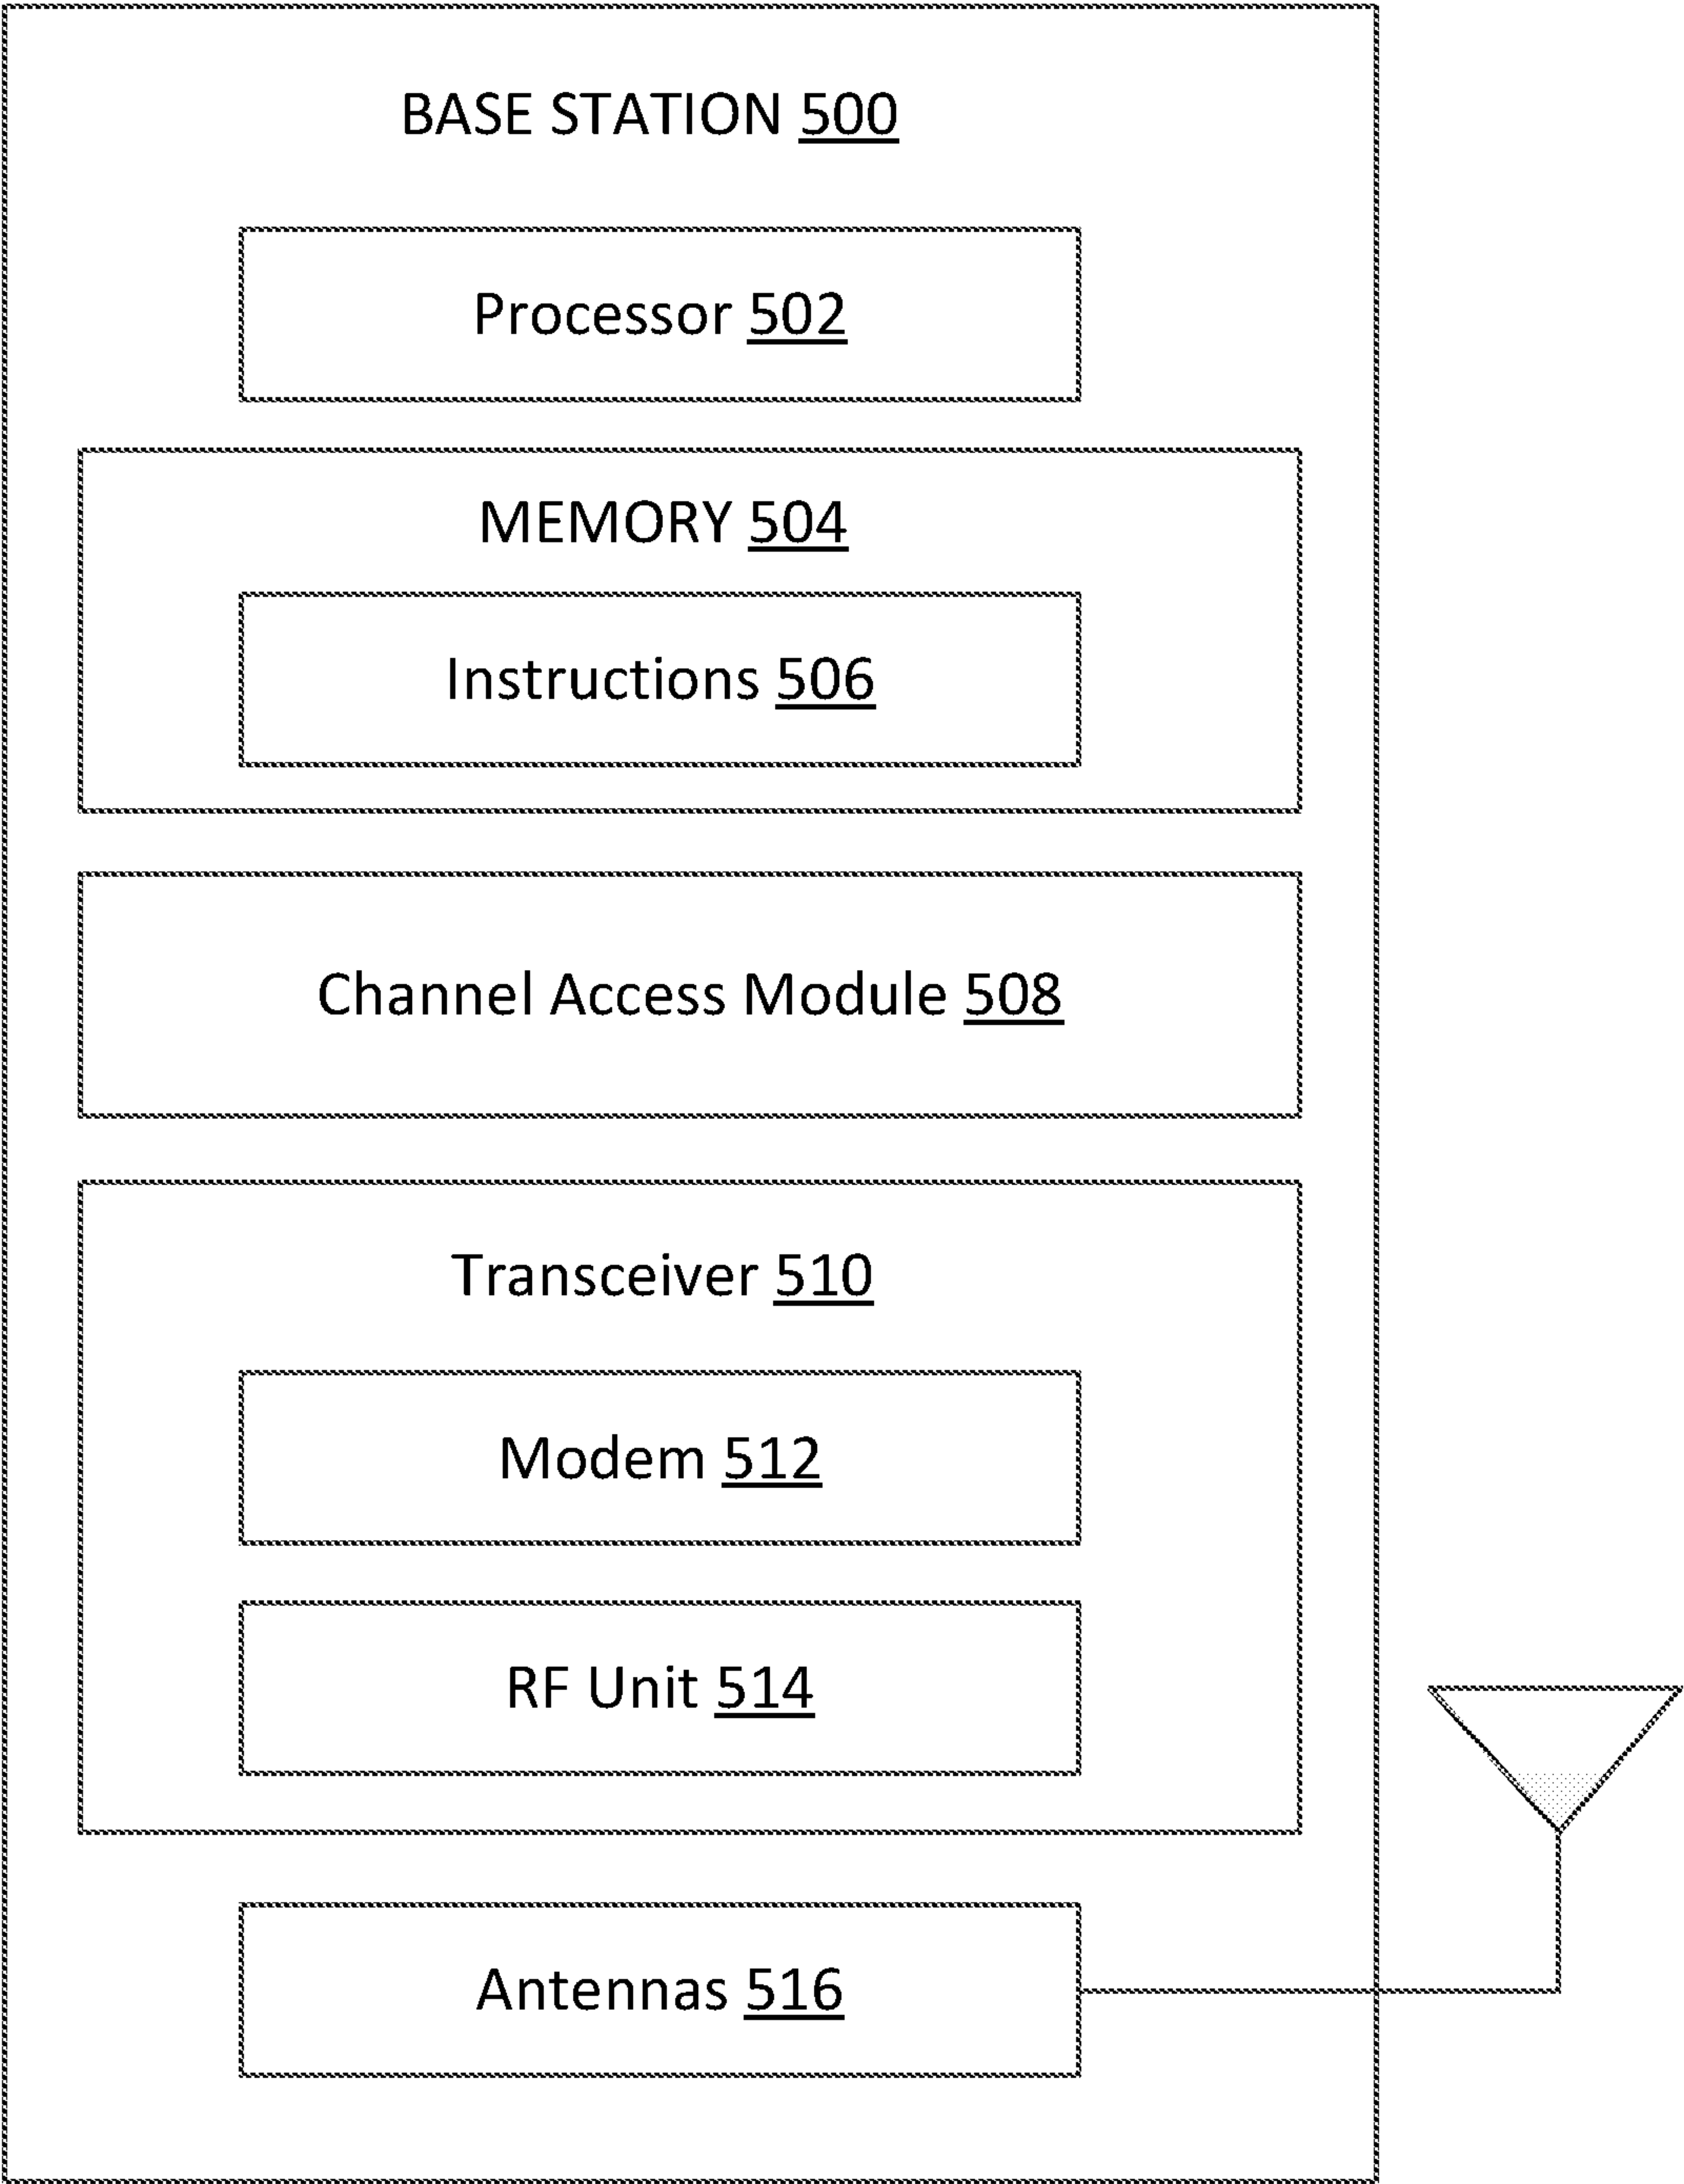 BASE STATION 500
Processor 502
MEMORY 504
Instructions 506
Channel Access Module 508
Transceiver 510
Modem 512
RF Unit 514
Antennas 516